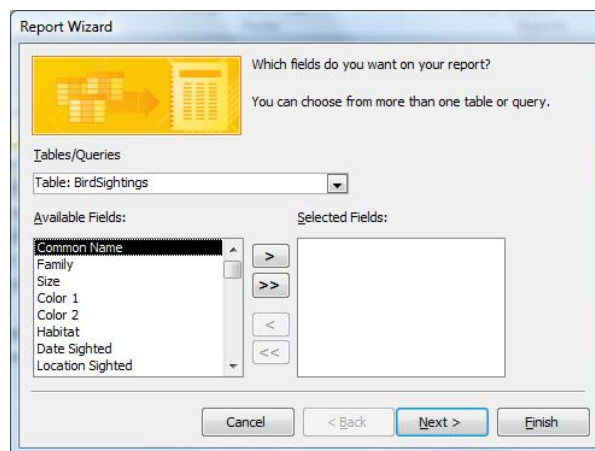 Report Wizard
Which fields do you want on your report?
You can choose from more than one table or query.
Tables/Queries
Table: BirdSightings
Available Fields:
Selected Fields:
Common Name
Family
Size
Color 1
Color 2
Habitat
Date Sighted
Location Sighted
>
>>
<
<<
Cancel
< Back
Next >
Finish